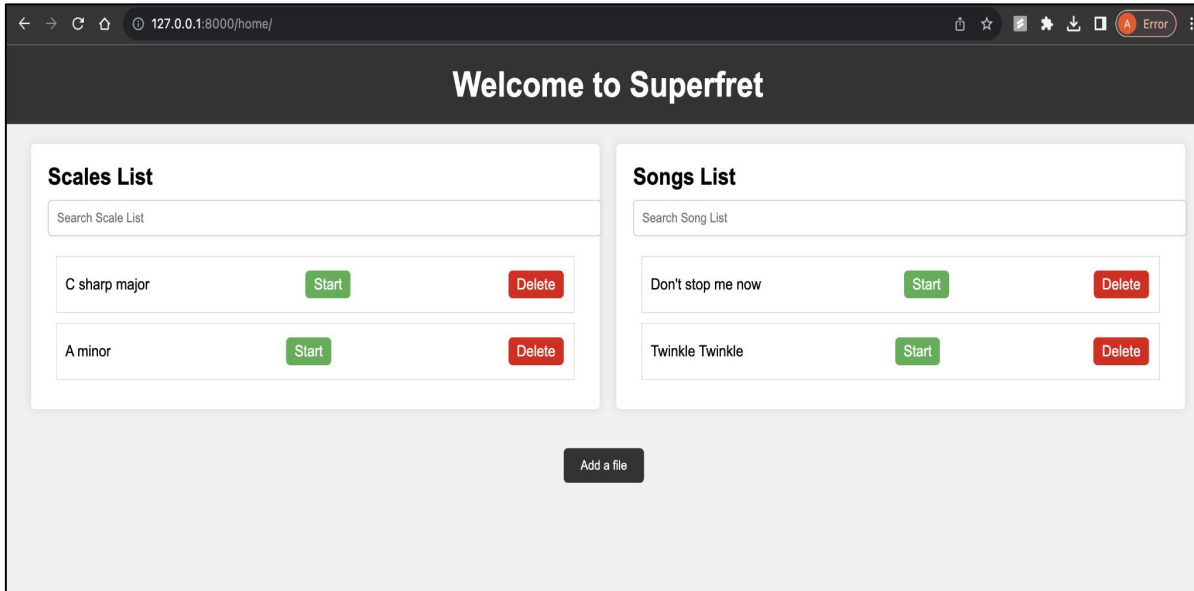 127.0.0.1:8000/home/
A Error
Welcome to Superfret
Scales List
Search Scale List
C sharp major Start Delete
A minor Start Delete
Songs List
Search Song List
Don't stop me now Start Delete
Twinkle Twinkle Start Delete
Add a file